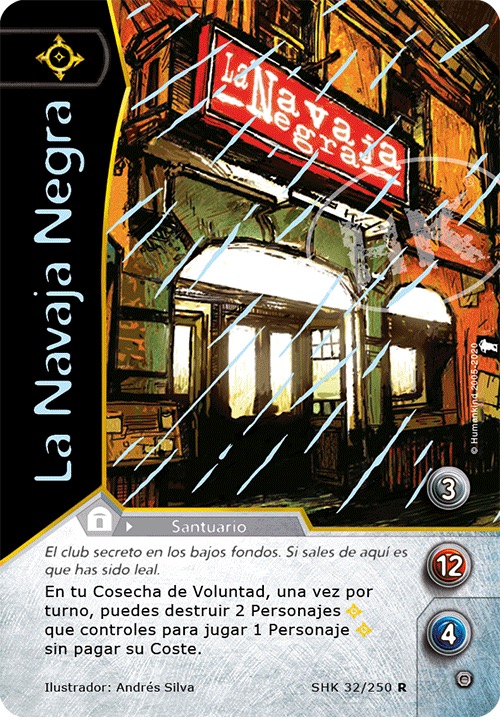 La Navaja Negra
La Navaja
Negra
HK
© Humankind 2005-2020
3
Santuario
El club secreto en los bajos fondos. Si sales de aquí es
que has sido leal.
12
En tu Cosecha de Voluntad, una vez por
turno, puedes destruir 2 Personajes
que controles para jugar 1 Personaje
sin pagar su Coste.
4
Ilustrador: Andrés Silva
SHK 32/250 R